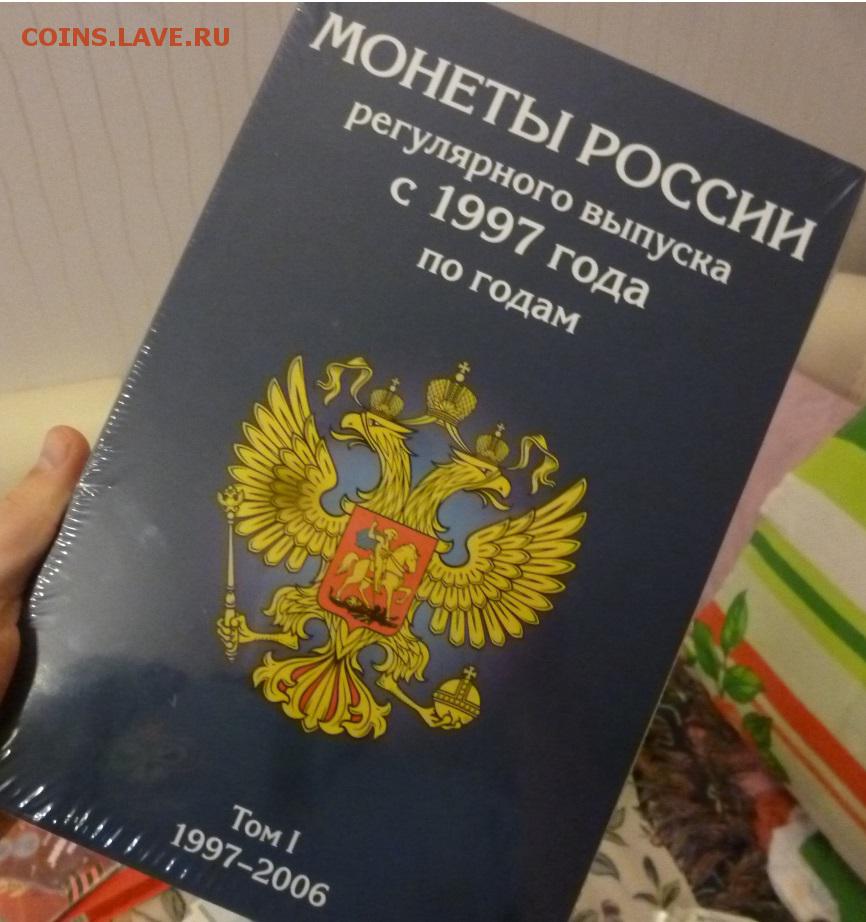 COINS.LAVE.RU
МОНЕТЫ РОССИИ
регулярного выпуска
с 1997 года
по годам
Том I
1997–2006